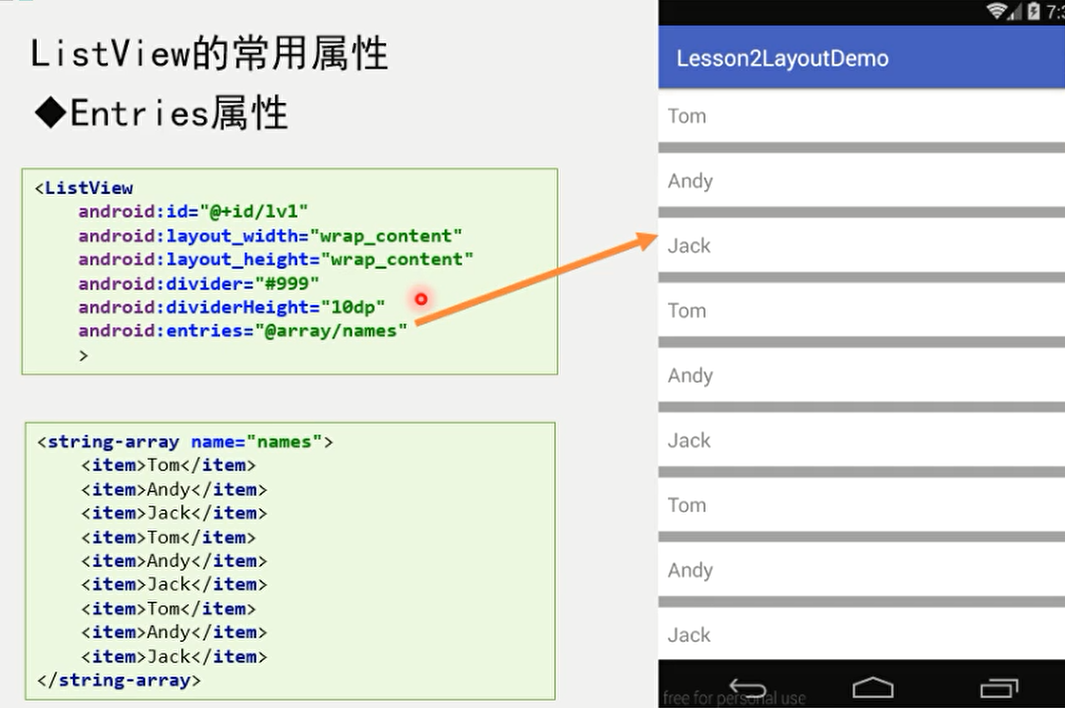 ListView的常用属性
◆Entries属性
<ListView
android:id="@+id/lv1"
android:layout_width="wrap_content"
android:layout_height="wrap_content"
android:divider="#999"
android:dividerHeight="10dp"
android:entries="@array/names"
>
<string-array name="names">
<item>Tom</item>
<item>Andy</item>
<item>Jack</item>
<item>Tom</item>
<item>Andy</item>
<item>Jack</item>
<item>Tom</item>
<item>Andy</item>
<item>Jack</item>
</string-array>
Lesson2LayoutDemo
Tom
Andy
Jack
Tom
Andy
Jack
Tom
Andy
Jack
free for personal use